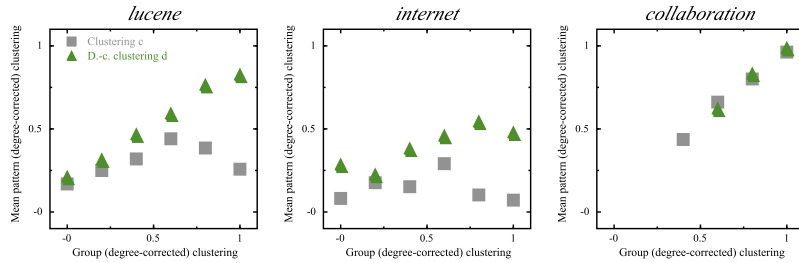 lucene
internet
collaboration
Mean pattern (degree-corrected) clustering
1
0.5
-0
Clustering c
D.-c. clustering d
-0
0.5
1
Group (degree-corrected) clustering
Mean pattern (degree-corrected) clustering
1
0.5
-0
-0
0.5
1
Group (degree-corrected) clustering
Mean pattern (degree-corrected) clustering
1
0.5
-0
-0
0.5
1
Group (degree-corrected) clustering